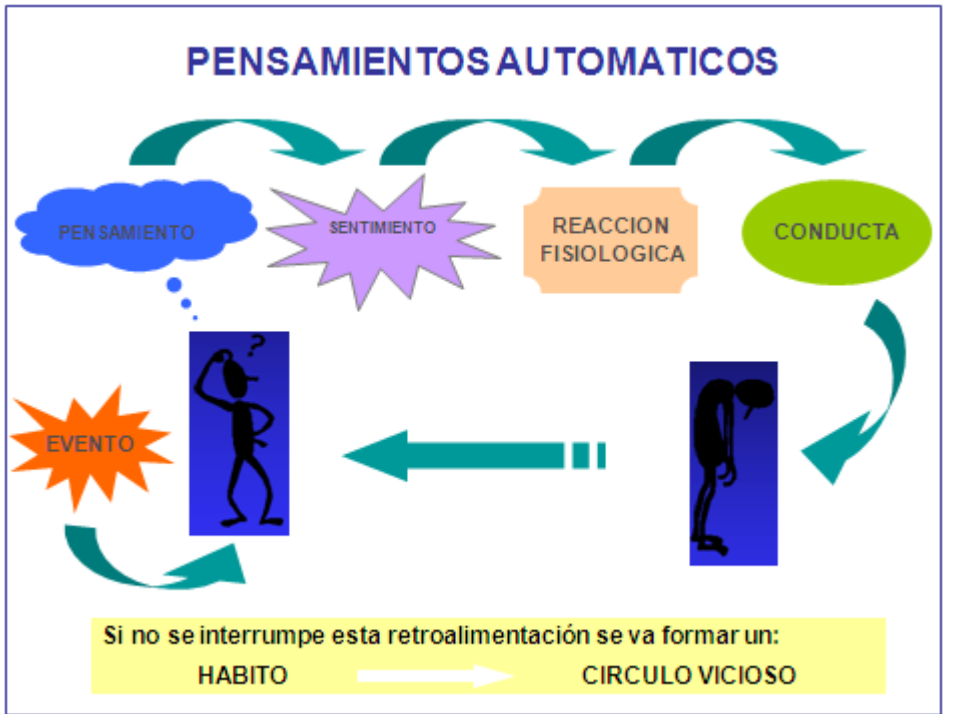 PENSAMIENTOS AUTOMATICOS
PENSAMIENTO
SENTIMIENTO
REACCION
FISIOLOGICA
CONDUCTA
?
EVENTO
Si no se interrumpe esta retroalimentación se va formar un:
HABITO CIRCULO VICIOSO